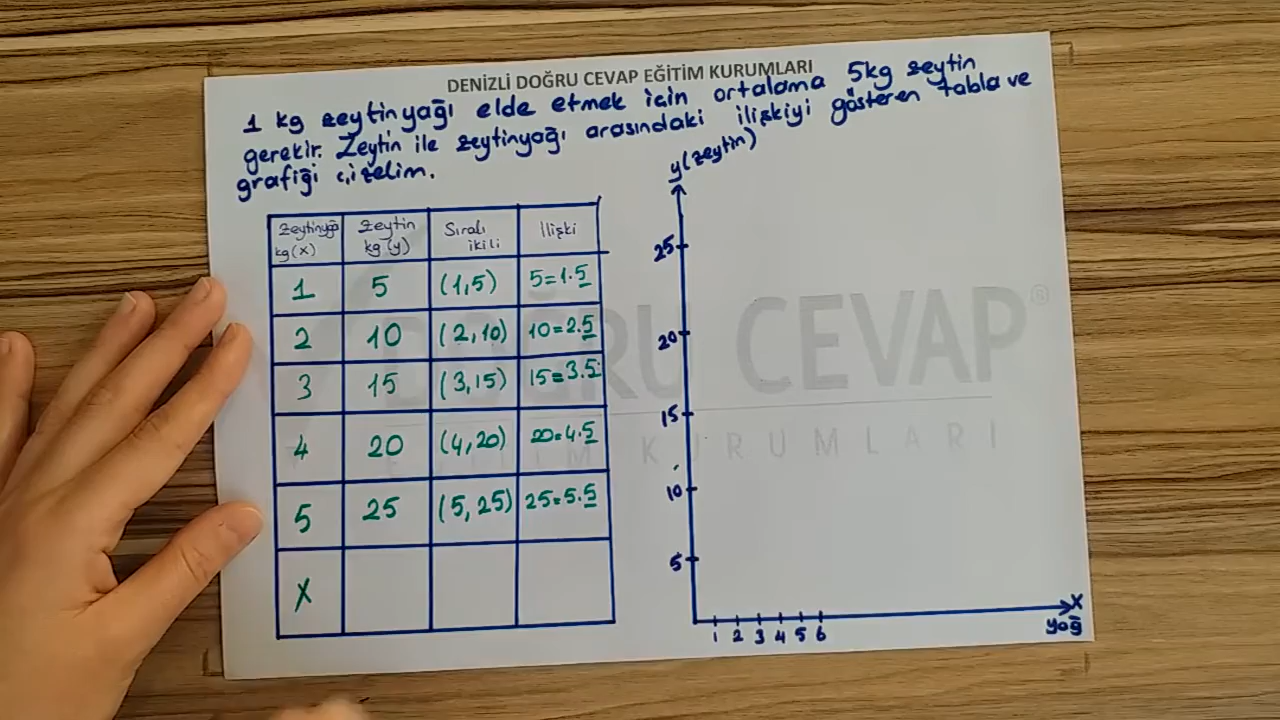 DENİZLİ DOĞRU CEVAP EĞİTİM KURUMLARI
1 kg zeytinyağı elde etmek için ortalama 5kg zeytin
gerekir. Zeytin ile zeytinyağı arasındaki ilişkiyi gösteren tabla ve
grafiği çizelim.
Zeytinyağı kg(x) Zeytin kg(y) Sıralı ikili İlişki
1 5 (1,5) 5=1.5
2 10 (2,10) 10=2.5
3 15 (3,15) 15=3.5
4 20 (4,20) 20=4.5
5 25 (5,25) 25=5.5
x
y(zeytin)
25
20
15
10
5
1 2 3 4 5 6
x
yağ
DOĞRU CEVAP®
EĞİTİM KURUMLARI